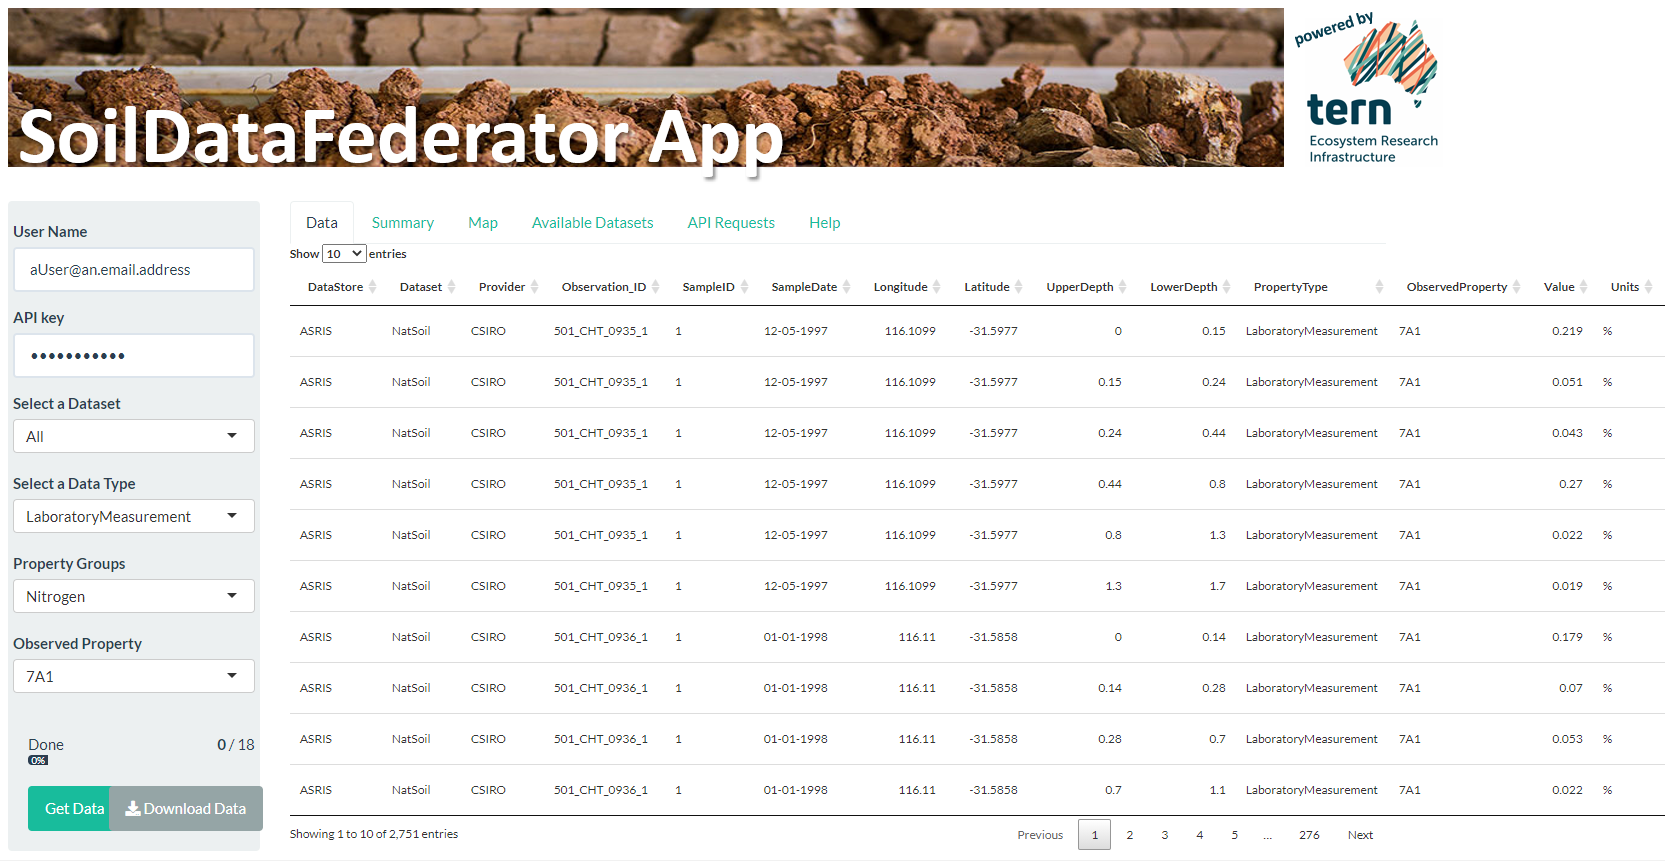 SoilDataFederator App
powered by
tern
Ecosystem Research
Infrastructure
User Name
aUser@an.email.address
API key
•••••••••••
Select a Dataset
All
Select a Data Type
LaboratoryMeasurement
Property Groups
Nitrogen
Observed Property
7A1
Done 0 / 18
0%
Get Data Download Data
Data Summary Map Available Datasets API Requests Help
Show 10 entries
DataStore Dataset Provider Observation_ID SampleID SampleDate Longitude Latitude UpperDepth LowerDepth PropertyType ObservedProperty Value Units
ASRIS NatSoil CSIRO 501_CHT_0935_1 1 12-05-1997 116.1099 -31.5977 0 0.15 LaboratoryMeasurement 7A1 0.219 %
ASRIS NatSoil CSIRO 501_CHT_0935_1 1 12-05-1997 116.1099 -31.5977 0.15 0.24 LaboratoryMeasurement 7A1 0.051 %
ASRIS NatSoil CSIRO 501_CHT_0935_1 1 12-05-1997 116.1099 -31.5977 0.24 0.44 LaboratoryMeasurement 7A1 0.043 %
ASRIS NatSoil CSIRO 501_CHT_0935_1 1 12-05-1997 116.1099 -31.5977 0.44 0.8 LaboratoryMeasurement 7A1 0.27 %
ASRIS NatSoil CSIRO 501_CHT_0935_1 1 12-05-1997 116.1099 -31.5977 0.8 1.3 LaboratoryMeasurement 7A1 0.022 %
ASRIS NatSoil CSIRO 501_CHT_0935_1 1 12-05-1997 116.1099 -31.5977 1.3 1.7 LaboratoryMeasurement 7A1 0.019 %
ASRIS NatSoil CSIRO 501_CHT_0936_1 1 01-01-1998 116.11 -31.5858 0 0.14 LaboratoryMeasurement 7A1 0.179 %
ASRIS NatSoil CSIRO 501_CHT_0936_1 1 01-01-1998 116.11 -31.5858 0.14 0.28 LaboratoryMeasurement 7A1 0.07 %
ASRIS NatSoil CSIRO 501_CHT_0936_1 1 01-01-1998 116.11 -31.5858 0.28 0.7 LaboratoryMeasurement 7A1 0.053 %
ASRIS NatSoil CSIRO 501_CHT_0936_1 1 01-01-1998 116.11 -31.5858 0.7 1.1 LaboratoryMeasurement 7A1 0.022 %
Showing 1 to 10 of 2,751 entries Previous 1 2 3 4 5 ... 276 Next